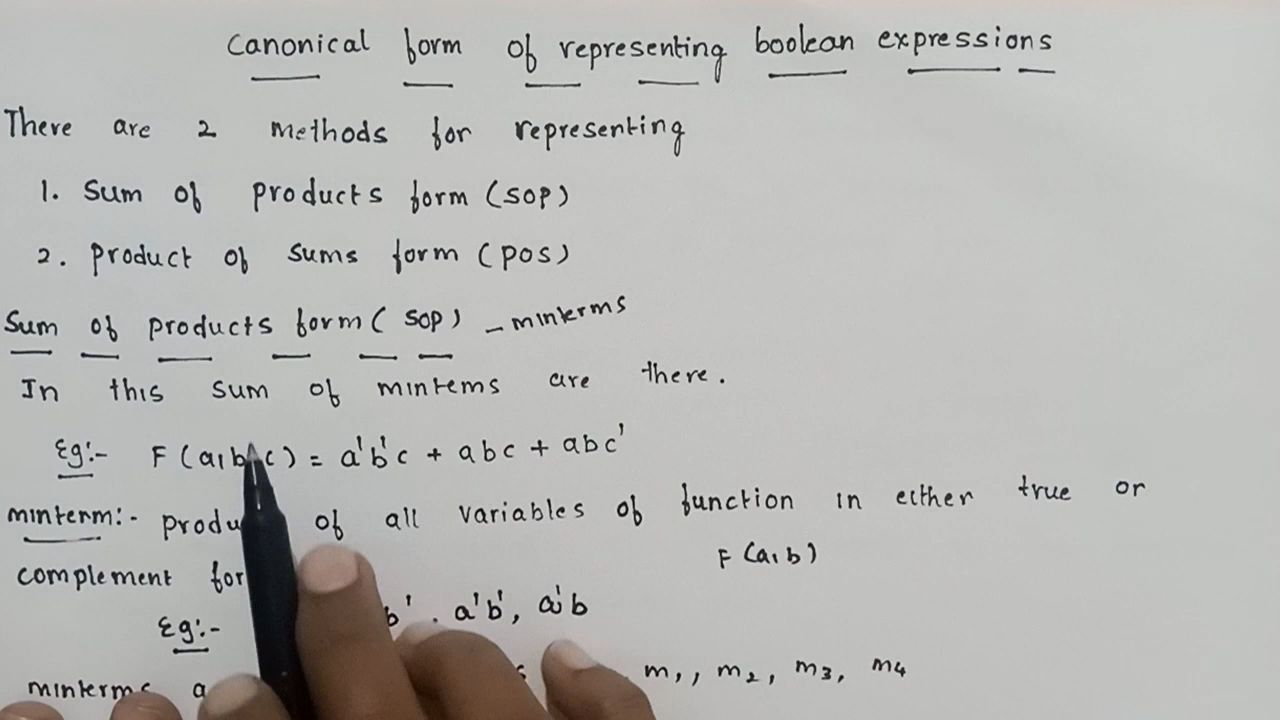 canonical form of representing boolean expressions
There are 2 methods for representing
1. Sum of products form (SOP)
2. product of sums form (POS)
Sum of products form (SOP) - minterms
In this sum of mintems are there.
Eg:- F(a,b,c) = a'b'c + abc + abc'
minterm:- produ of all variables of function in either true or
complement for
F(a,b)
Eg:- b', a'b', a'b
minterms a m1, m2, m3, m4